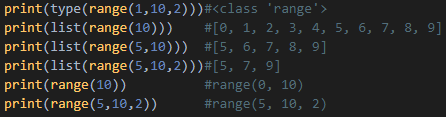 print(type(range(1,10,2)))#<class 'range'>
print(list(range(10)))    #[0, 1, 2, 3, 4, 5, 6, 7, 8, 9]
print(list(range(5,10)))  #[5, 6, 7, 8, 9]
print(list(range(5,10,2)))#[5, 7, 9]
print(range(10))          #range(0, 10)
print(range(5,10,2))      #range(5, 10, 2)